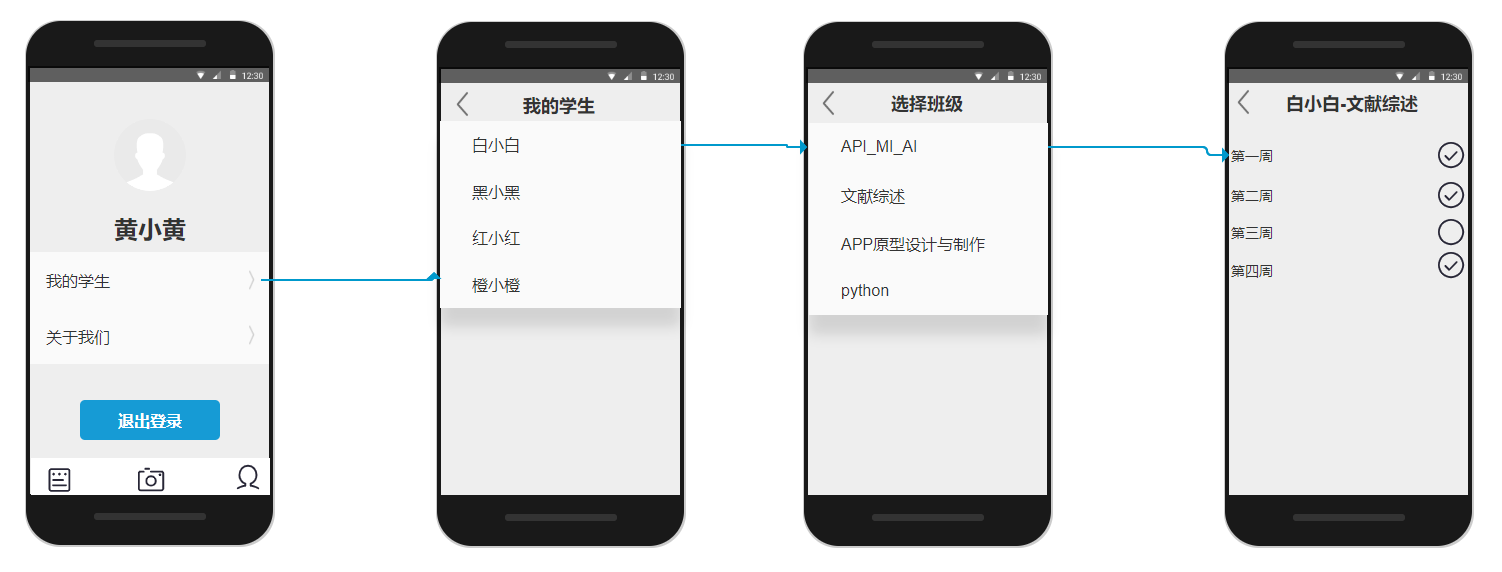 12:30
黄小黄
我的学生
关于我们
退出登录
12:30
我的学生
白小白
黑小黑
红小红
橙小橙
12:30
选择班级
API_MI_AI
文献综述
APP原型设计与制作
python
12:30
白小白-文献综述
第一周
第二周
第三周
第四周